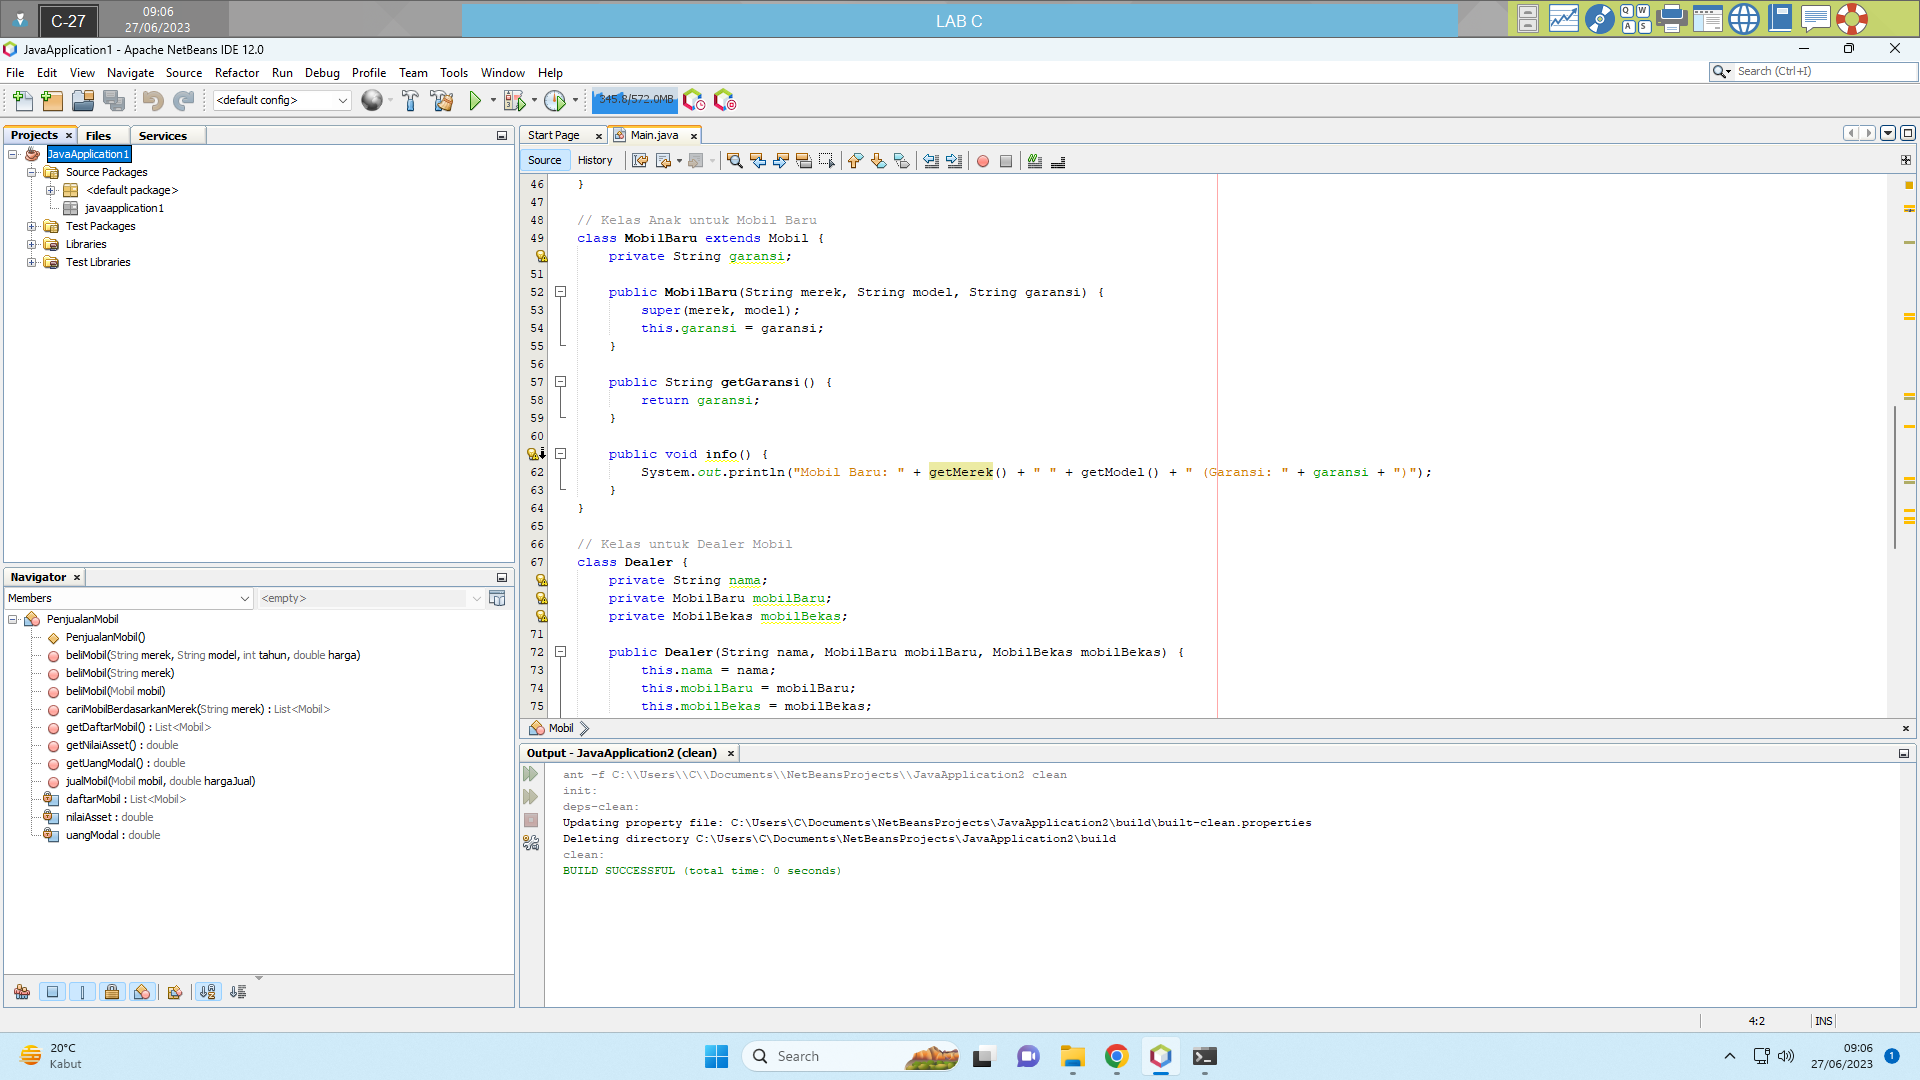 C-27
09:06
27/06/2023
LAB C
JavaApplication1 - Apache NetBeans IDE 12.0
File Edit View Navigate Source Refactor Run Debug Profile Team Tools Window Help
Search (Ctrl+I)
<default config>
345.8/572.0MB
Projects
Files
Services
JavaApplication1
Source Packages
<default package>
javaapplication1
Test Packages
Libraries
Test Libraries
Start Page
Main.java
Source
History
46 }
47
48 // Kelas Anak untuk Mobil Baru
49 class MobilBaru extends Mobil {
private String garansi;
51
52 public MobilBaru(String merek, String model, String garansi) {
53 super(merek, model);
54 this.garansi = garansi;
55 }
56
57 public String getGaransi() {
58 return garansi;
59 }
60
public void info() {
62 System.out.println("Mobil Baru: " + getMerek() + " " + getModel() + " (Garansi: " + garansi + ")");
63 }
64 }
65
66 // Kelas untuk Dealer Mobil
67 class Dealer {
private String nama;
private MobilBaru mobilBaru;
private MobilBekas mobilBekas;
71
72 public Dealer(String nama, MobilBaru mobilBaru, MobilBekas mobilBekas) {
73 this.nama = nama;
74 this.mobilBaru = mobilBaru;
75 this.mobilBekas = mobilBekas;
Mobil
Navigator
Members
<empty>
PenjualanMobil
PenjualanMobil()
beliMobil(String merek, String model, int tahun, double harga)
beliMobil(String merek)
beliMobil(Mobil mobil)
cariMobilBerdasarkanMerek(String merek) : List<Mobil>
getDaftarMobil() : List<Mobil>
getNilaiAsset() : double
getUangModal() : double
jualMobil(Mobil mobil, double hargaJual)
daftarMobil : List<Mobil>
nilaiAsset : double
uangModal : double
Output - JavaApplication2 (clean)
ant -f C:\\Users\\C\\Documents\\NetBeansProjects\\JavaApplication2 clean
init:
deps-clean:
Updating property file: C:\Users\C\Documents\NetBeansProjects\JavaApplication2\build\built-clean.properties
Deleting directory C:\Users\C\Documents\NetBeansProjects\JavaApplication2\build
clean:
BUILD SUCCESSFUL (total time: 0 seconds)
4:2
INS
20°C
Kabut
Search
09:06
27/06/2023
1